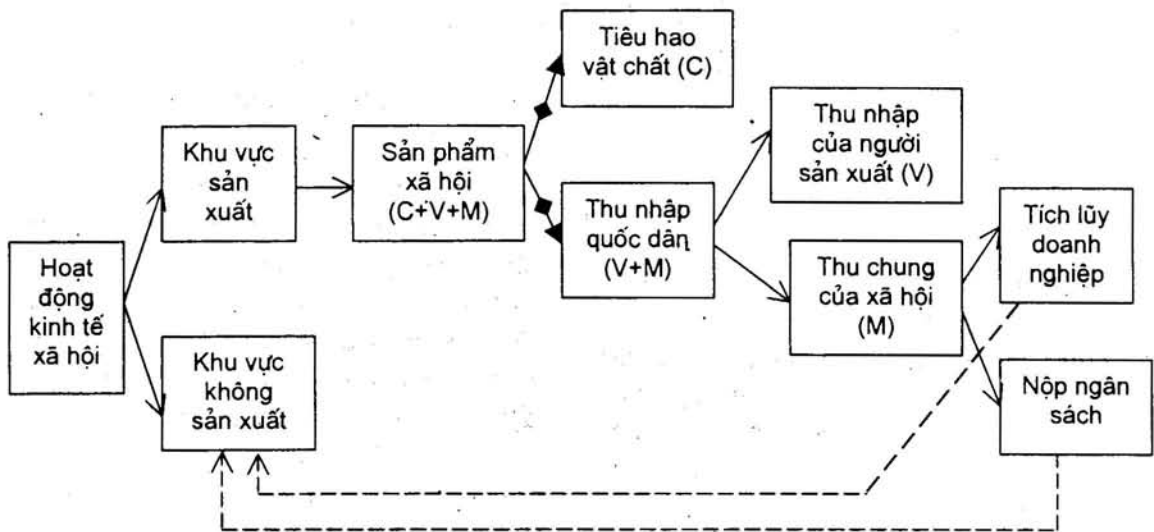 Tiêu hao
vật chất (C)
Thu nhập
của người
sản xuất (V)
Khu vực
sản
xuất
Sản phẩm
xã hội
(C+V+M)
Thu nhập
quốc dân
(V+M)
Tích lũy
doanh
nghiệp
Hoạt
động
kinh tế
xã hội
Thu chung
của xã hội
(M)
Khu vực
không
sản xuất
Nộp ngân
sách